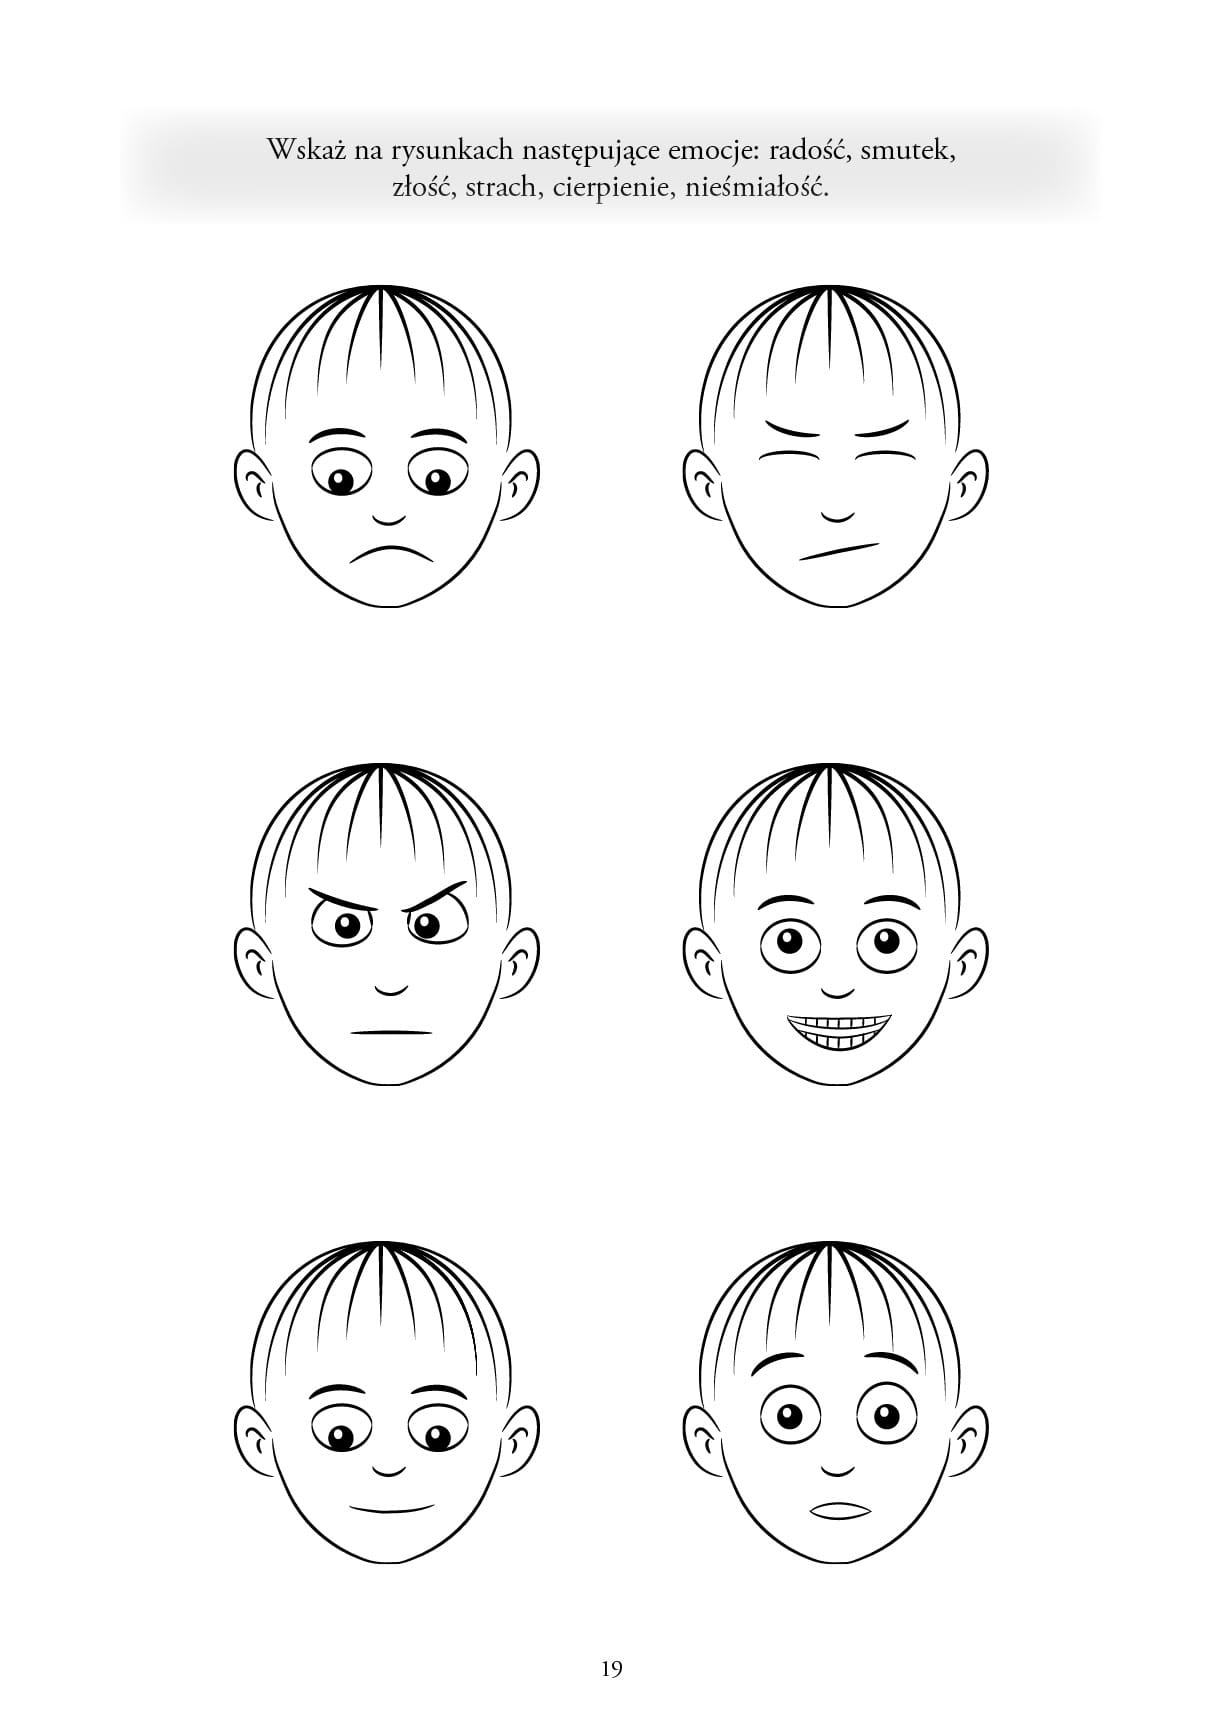 Wskaż na rysunkach następujące emocje: radość, smutek,
złość, strach, cierpienie, nieśmiałość.
19